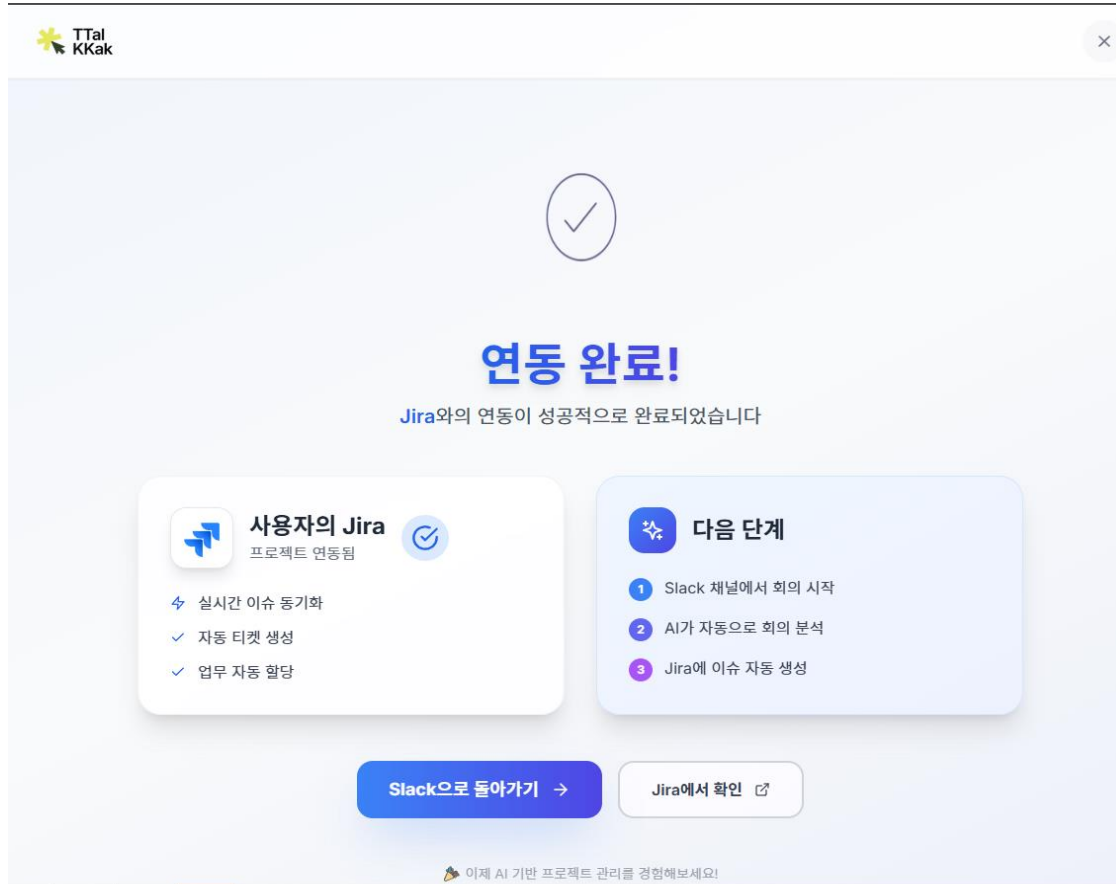 TTal
KKak
연동 완료!
Jira와의 연동이 성공적으로 완료되었습니다
사용자의 Jira
프로젝트 연동됨
실시간 이슈 동기화
자동 티켓 생성
업무 자동 할당
다음 단계
1 Slack 채널에서 회의 시작
2 AI가 자동으로 회의 분석
3 Jira에 이슈 자동 생성
Slack으로 돌아가기 →
Jira에서 확인
🎉 이제 AI 기반 프로젝트 관리를 경험해보세요!